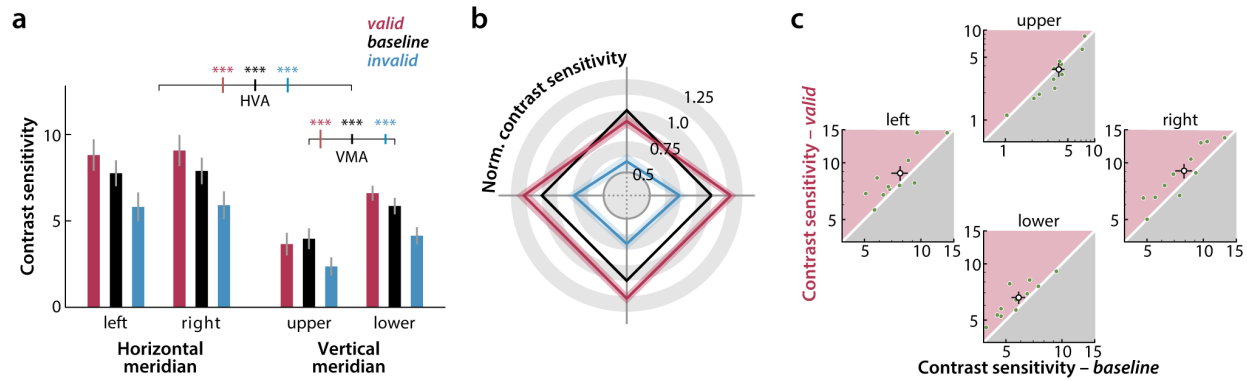 a
valid
baseline
invalid
*** *** ***
HVA
*** *** ***
VMA
Contrast sensitivity
10
5
0
left
right
upper
lower
Horizontal
meridian
Vertical
meridian
b
Norm. contrast sensitivity
1.25
1.0
0.75
0.5
c
Contrast sensitivity – valid
upper
10
5
1
1
5
10
left
15
10
5
5
10
15
right
15
10
5
5
10
15
lower
15
10
5
5
10
15
Contrast sensitivity – baseline